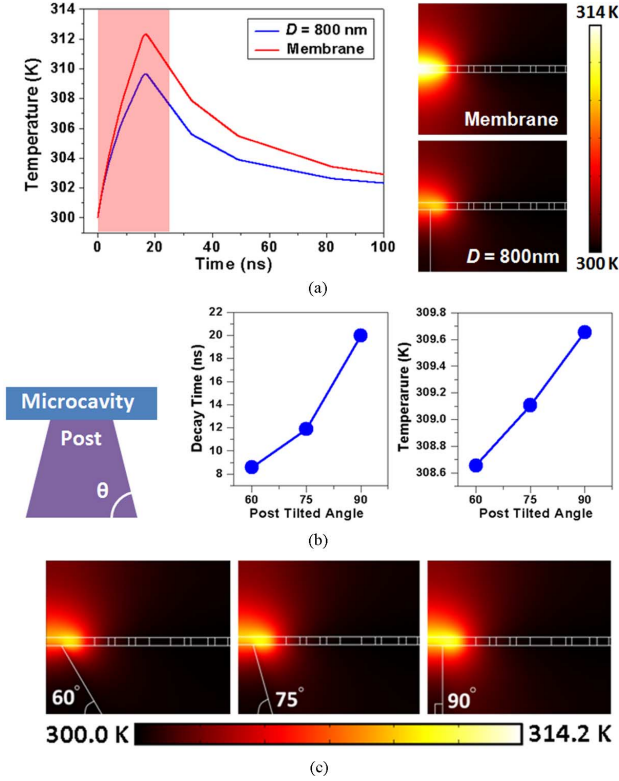 314
312
310
308
306
304
302
300
Temperature (K)
D = 800 nm
Membrane
0
20
40
60
80
100
Time (ns)
Membrane
D = 800nm
314 K
300 K
(a)
Microcavity
Post
θ
22
20
18
16
14
12
10
8
Decay Time (ns)
60
75
90
Post Tilted Angle
309.8
309.6
309.4
309.2
309.0
308.8
308.6
Temperarure (K)
60
75
90
Post Tilted Angle
(b)
60°
75°
90°
300.0 K
314.2 K
(c)